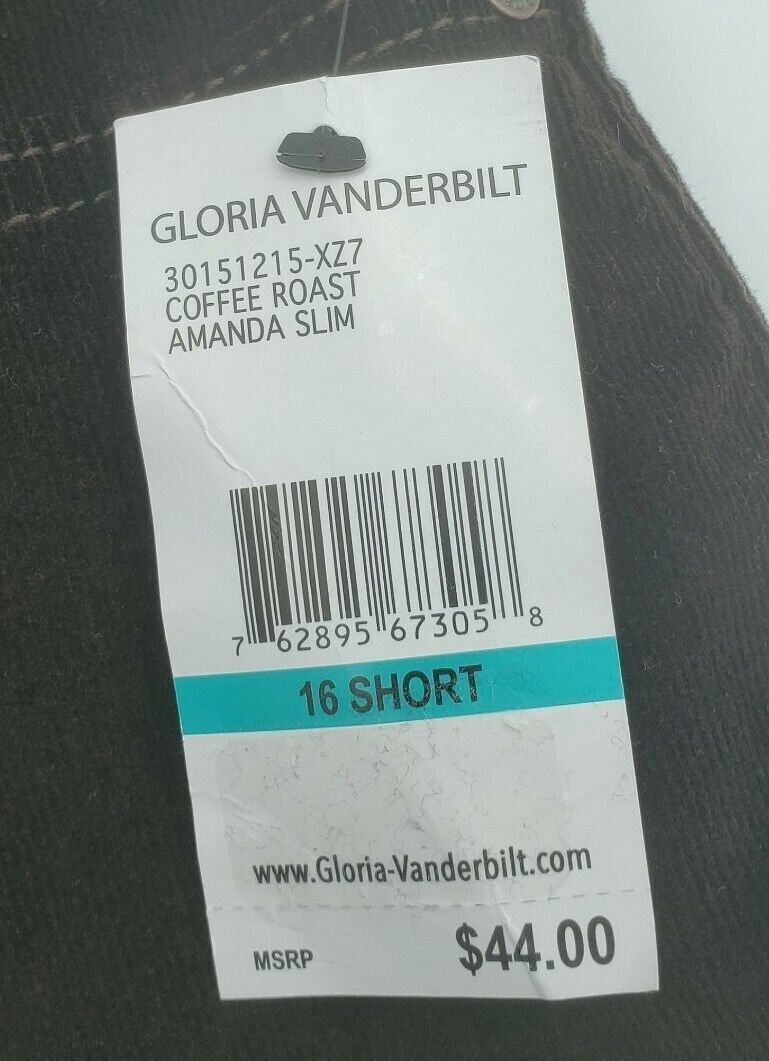 GLORIA VANDERBILT
30151215-XZ7
COFFEE ROAST
AMANDA SLIM
7 62895 67305 8
16 SHORT
www.Gloria-Vanderbilt.com
MSRP $44.00